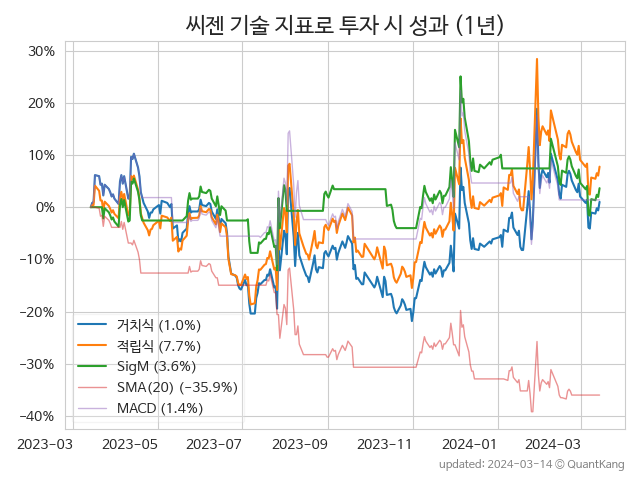 씨젠 기술 지표로 투자 시 성과 (1년)
30%
20%
10%
0%
−10%
−20%
−30%
−40%
거치식 (1.0%)
적립식 (7.7%)
SigM (3.6%)
SMA(20) (−35.9%)
MACD (1.4%)
2023-03 2023-05 2023-07 2023-09 2023-11 2024-01 2024-03
updated: 2024-03-14 © QuantKang